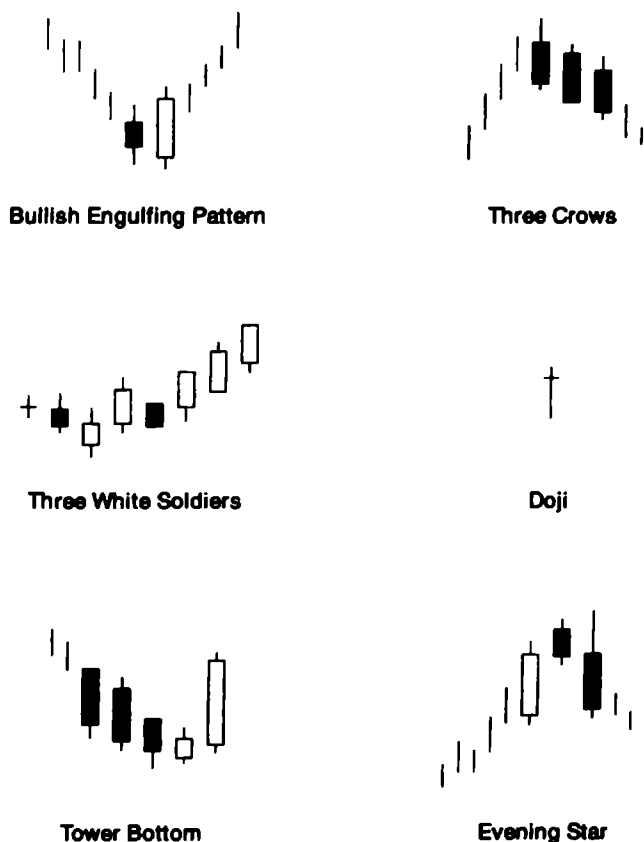 Bullish Engulfing Pattern
Three Crows
Three White Soldiers
Doji
Tower Bottom
Evening Star